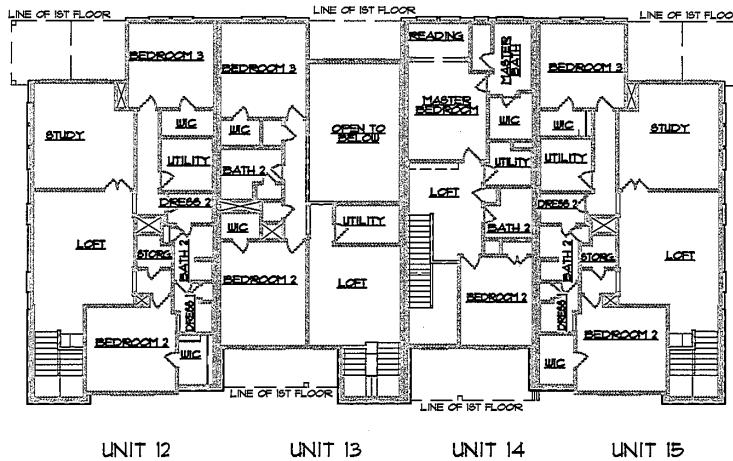 LINE OF 1ST FLOOR
LINE OF 1ST FLOOR
LINE OF 1ST FLOOR
BEDROOM 3
BEDROOM 3
READING
MASTER
BATH
BEDROOM 3
STUDY
WIC
WIC
OPEN TO
BELOW
MASTER
BEDROOM
WIC
WIC
STUDY
UTILITY
BATH 2
UTILITY
UTILITY
LOFT
DRESS 2
WIC
UTILITY
LOFT
BATH 2
DRESS 2
LOFT
STORG
BATH 2
BEDROOM 2
LOFT
BEDROOM 2
BATH 2
STORG
DRESS 1
DRESS 1
BEDROOM 2
WIC
WIC
BEDROOM 2
LINE OF 1ST FLOOR
LINE OF 1ST FLOOR
UNIT 12
UNIT 13
UNIT 14
UNIT 15